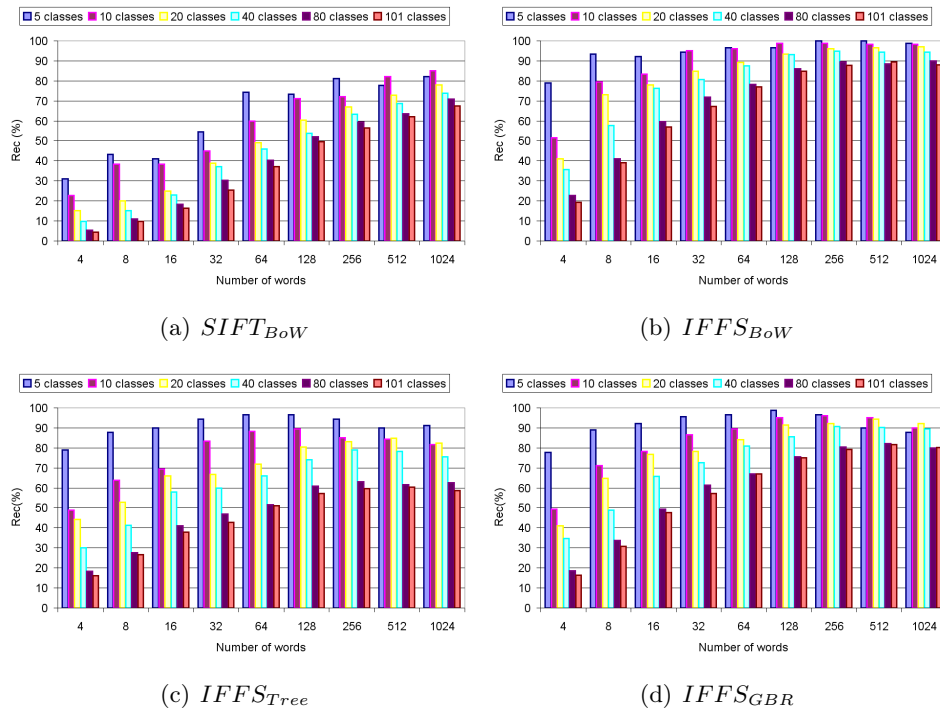 5 classes 10 classes 20 classes 40 classes 80 classes 101 classes
100
90
80
70
60
50
40
30
20
10
0
Rec (%)
4 8 16 32 64 128 256 512 1024
Number of words
(a) SIFT_BoW
5 classes 10 classes 20 classes 40 classes 80 classes 101 classes
100
90
80
70
60
50
40
30
20
10
0
Rec (%)
4 8 16 32 64 128 256 512 1024
Number of words
(b) IFFS_BoW
5 classes 10 classes 20 classes 40 classes 80 classes 101 classes
100
90
80
70
60
50
40
30
20
10
0
Rec(%)
4 8 16 32 64 128 256 512 1024
Number of words
(c) IFFS_Tree
5 classes 10 classes 20 classes 40 classes 80 classes 101 classes
100
90
80
70
60
50
40
30
20
10
0
Rec(%)
4 8 16 32 64 128 256 512 1024
Number of words
(d) IFFS_GBR